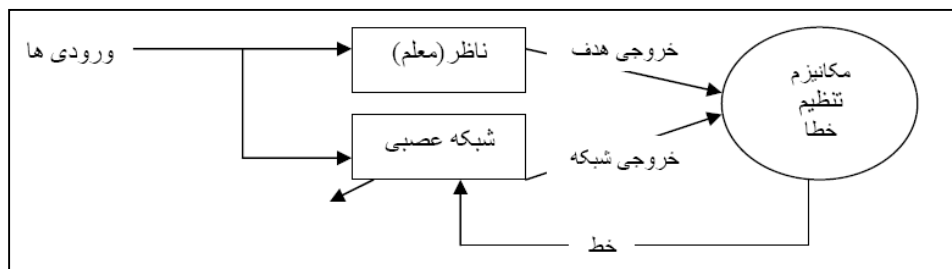 ورودی ها
ناظر(معلم)
خروجی هدف
مکانیزم
تنظیم
خطا
شبکه عصبی
خروجی شبکه
خط